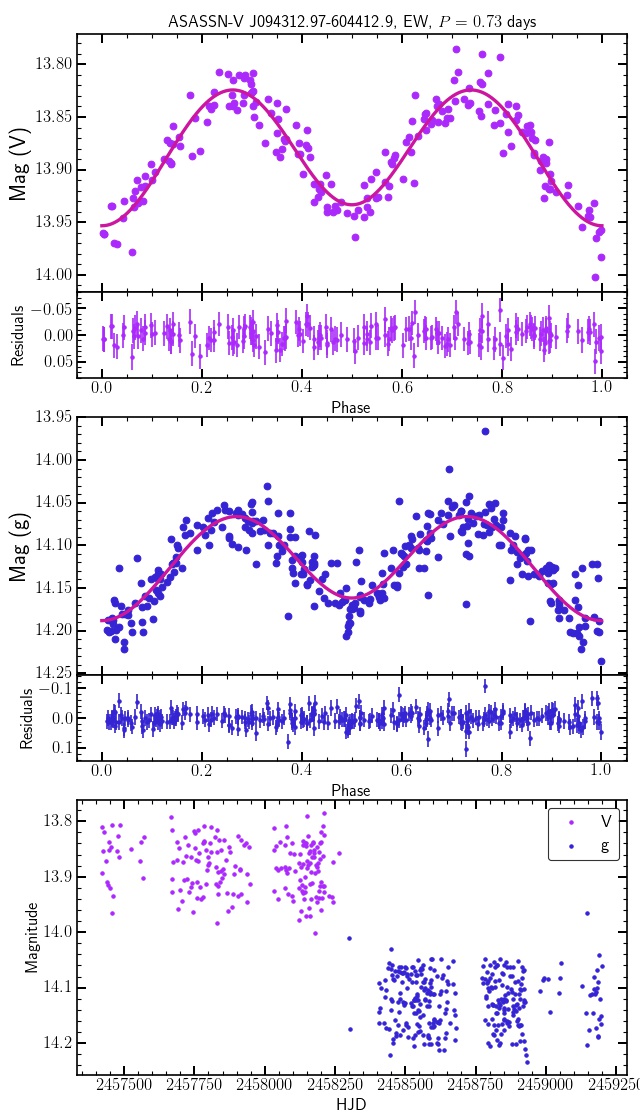 ASASSN-V J094312.97-604412.9, EW, P = 0.73 days
13.80
13.85
13.90
13.95
14.00
Mag (V)
−0.05
0.00
0.05
Residuals
0.0 0.2 0.4 0.6 0.8 1.0
Phase
13.95
14.00
14.05
14.10
14.15
14.20
14.25
Mag (g)
−0.1
0.0
0.1
Residuals
0.0 0.2 0.4 0.6 0.8 1.0
Phase
V
g
13.8
13.9
14.0
14.1
14.2
Magnitude
2457500 2457750 2458000 2458250 2458500 2458750 2459000 2459250
HJD